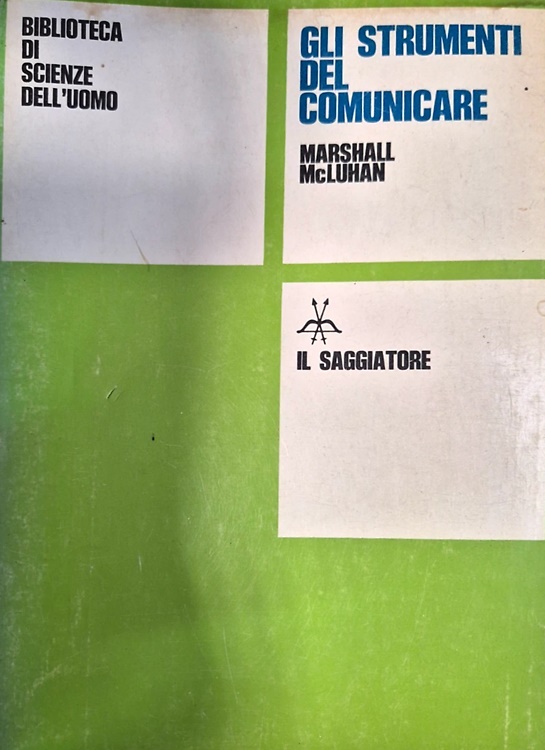 BIBLIOTECA
DI
SCIENZE
DELL'UOMO
GLI STRUMENTI
DEL
COMUNICARE
MARSHALL
McLUHAN
IL SAGGIATORE